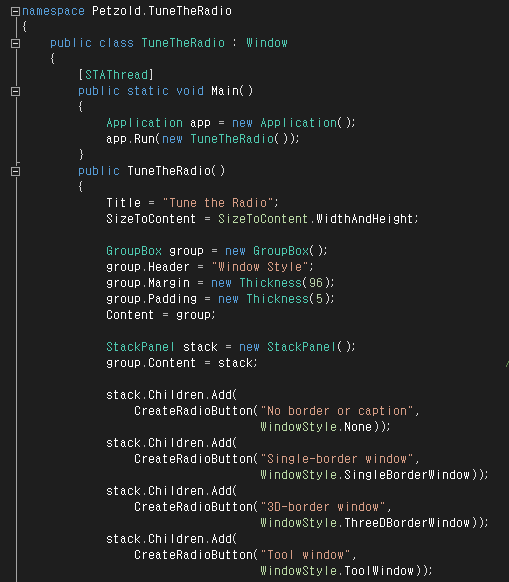 namespace Petzold.TuneTheRadio
{
    public class TuneTheRadio : Window
    {
        [STAThread]
        public static void Main()
        {
            Application app = new Application();
            app.Run(new TuneTheRadio());
        }
        public TuneTheRadio()
        {
            Title = "Tune the Radio";
            SizeToContent = SizeToContent.WidthAndHeight;

            GroupBox group = new GroupBox();
            group.Header = "Window Style";
            group.Margin = new Thickness(96);
            group.Padding = new Thickness(5);
            Content = group;

            StackPanel stack = new StackPanel();
            group.Content = stack;

            stack.Children.Add(
                CreateRadioButton("No border or caption",
                                  WindowStyle.None));
            stack.Children.Add(
                CreateRadioButton("Single-border window",
                                  WindowStyle.SingleBorderWindow));
            stack.Children.Add(
                CreateRadioButton("3D-border window",
                                  WindowStyle.ThreeDBorderWindow));
            stack.Children.Add(
                CreateRadioButton("Tool window",
                                  WindowStyle.ToolWindow));